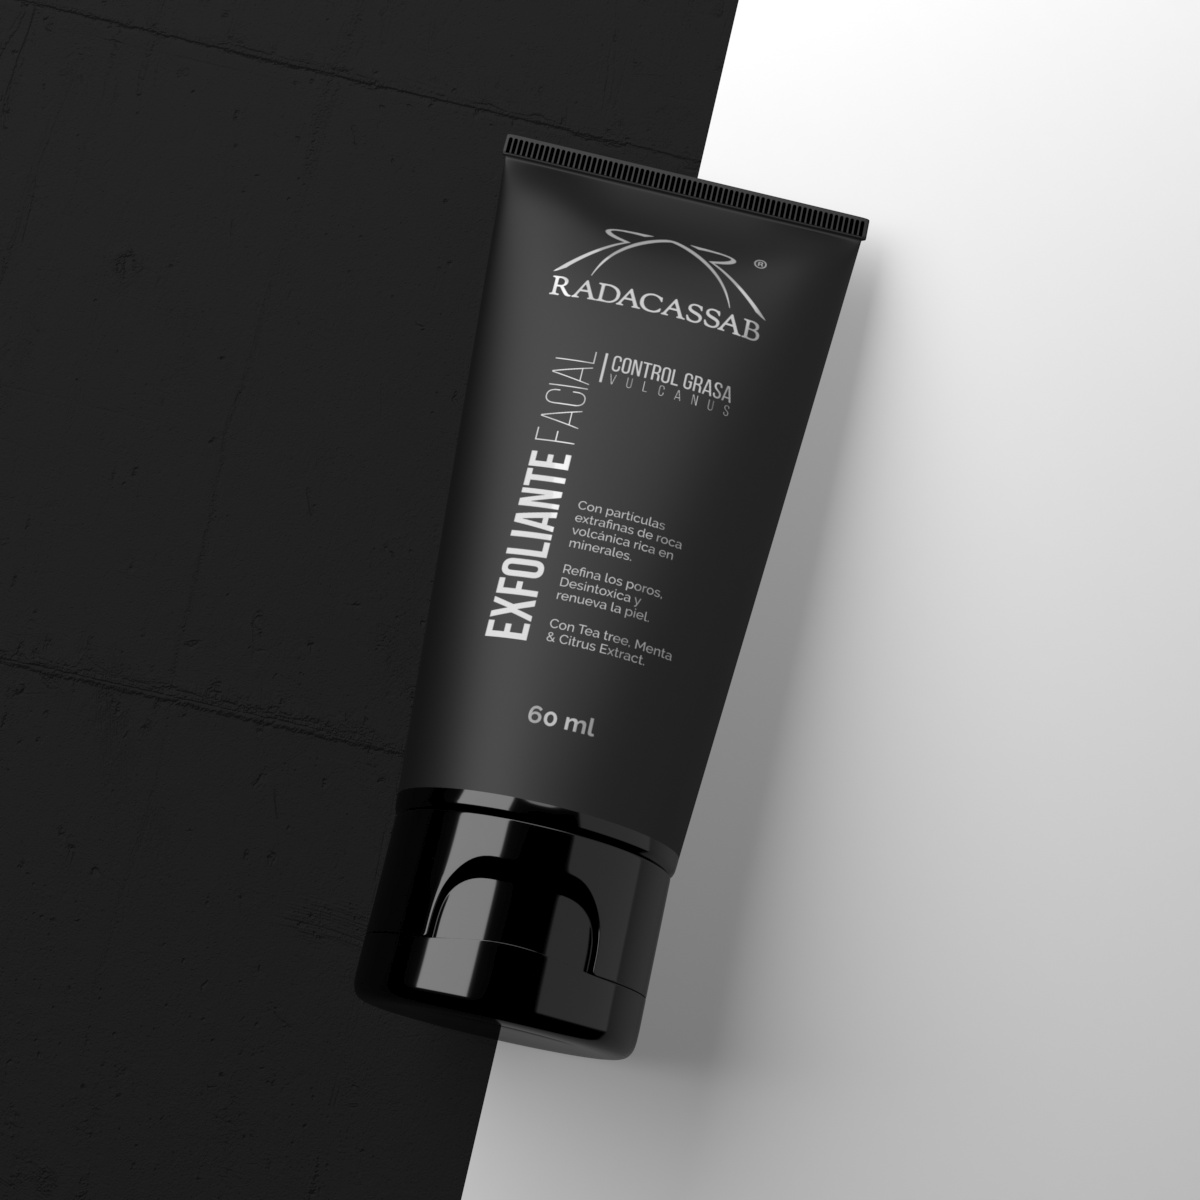 ®
RADACASSAB
CONTROL GRASA
VULCANUS
EXFOLIANTE FACIAL
Con partículas
extrafinas de roca
volcánica rica en
minerales.
Refina los poros,
Desintoxica y
renueva la piel.
Con Tea tree, Menta
& Citrus Extract.
60 ml